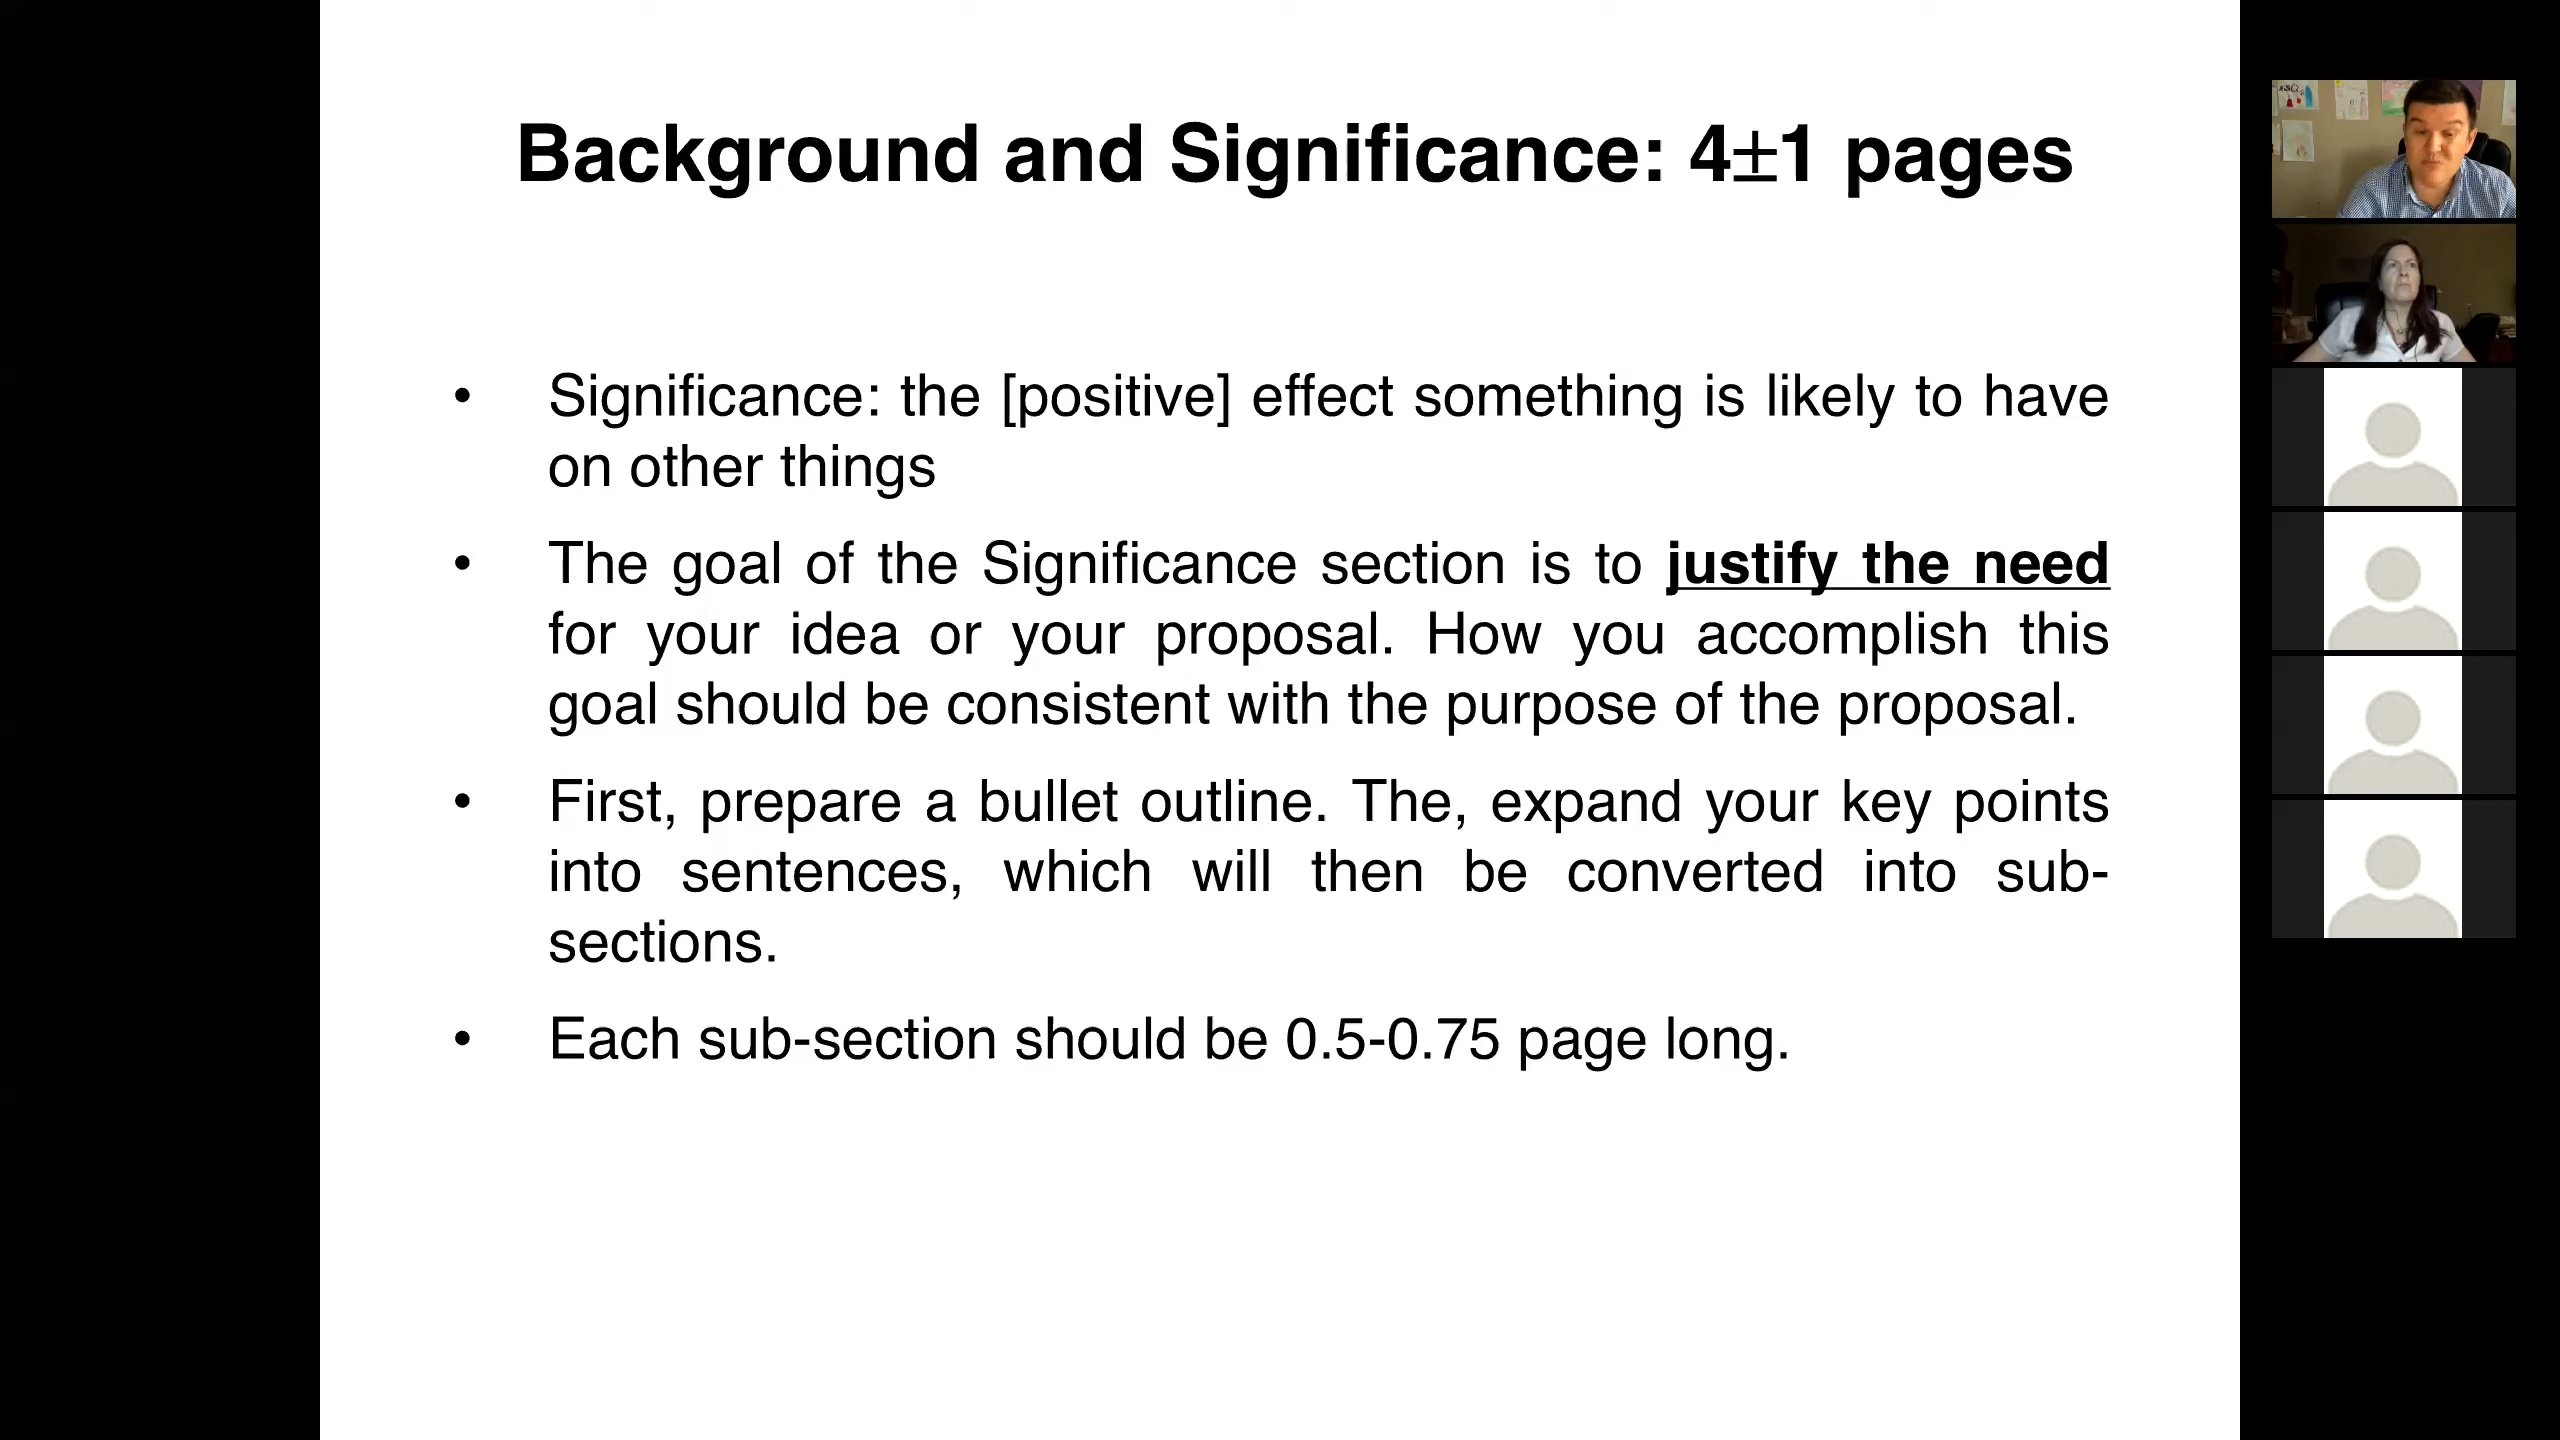 Background and Significance: 4±1 pages
• Significance: the [positive] effect something is likely to have
on other things
• The goal of the Significance section is to justify the need
for your idea or your proposal. How you accomplish this
goal should be consistent with the purpose of the proposal.
• First, prepare a bullet outline. The, expand your key points
into sentences, which will then be converted into sub-
sections.
• Each sub-section should be 0.5-0.75 page long.